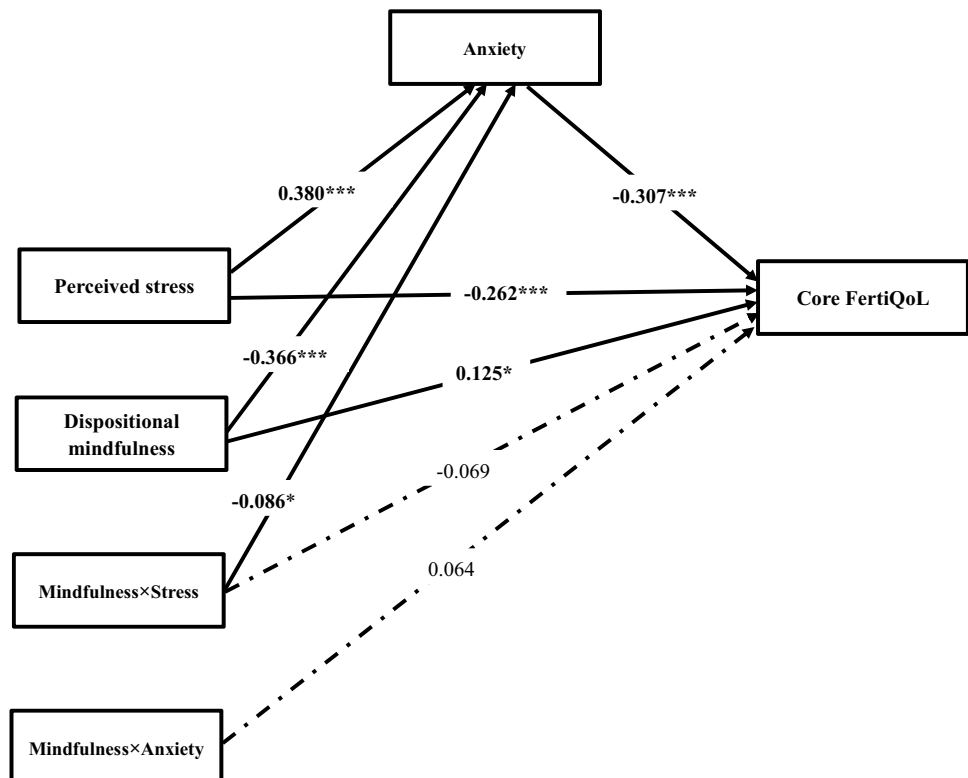 Anxiety
0.380***
-0.307***
Perceived stress
-0.262***
Core FertiQoL
-0.366***
0.125*
Dispositional
mindfulness
-0.069
-0.086*
Mindfulness×Stress
0.064
Mindfulness×Anxiety